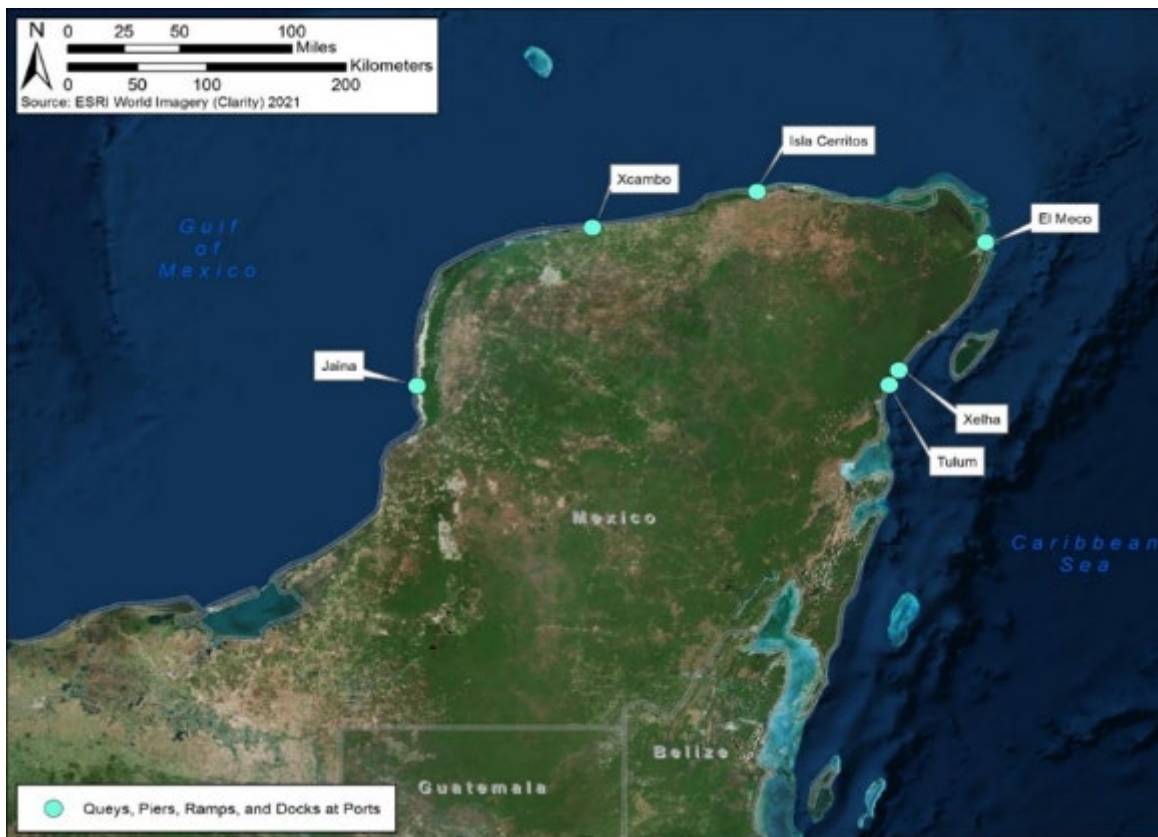 N
0 25 50 100
Miles
Kilometers
0 50 100 200
Source: ESRI World Imagery (Clarity) 2021
Isla Cerritos
Xcambo
El Meco
Gulf
of
Mexico
Jaina
Xelha
Tulum
Mexico
Caribbean
Sea
Belize
Guatemala
Queys, Piers, Ramps, and Docks at Ports